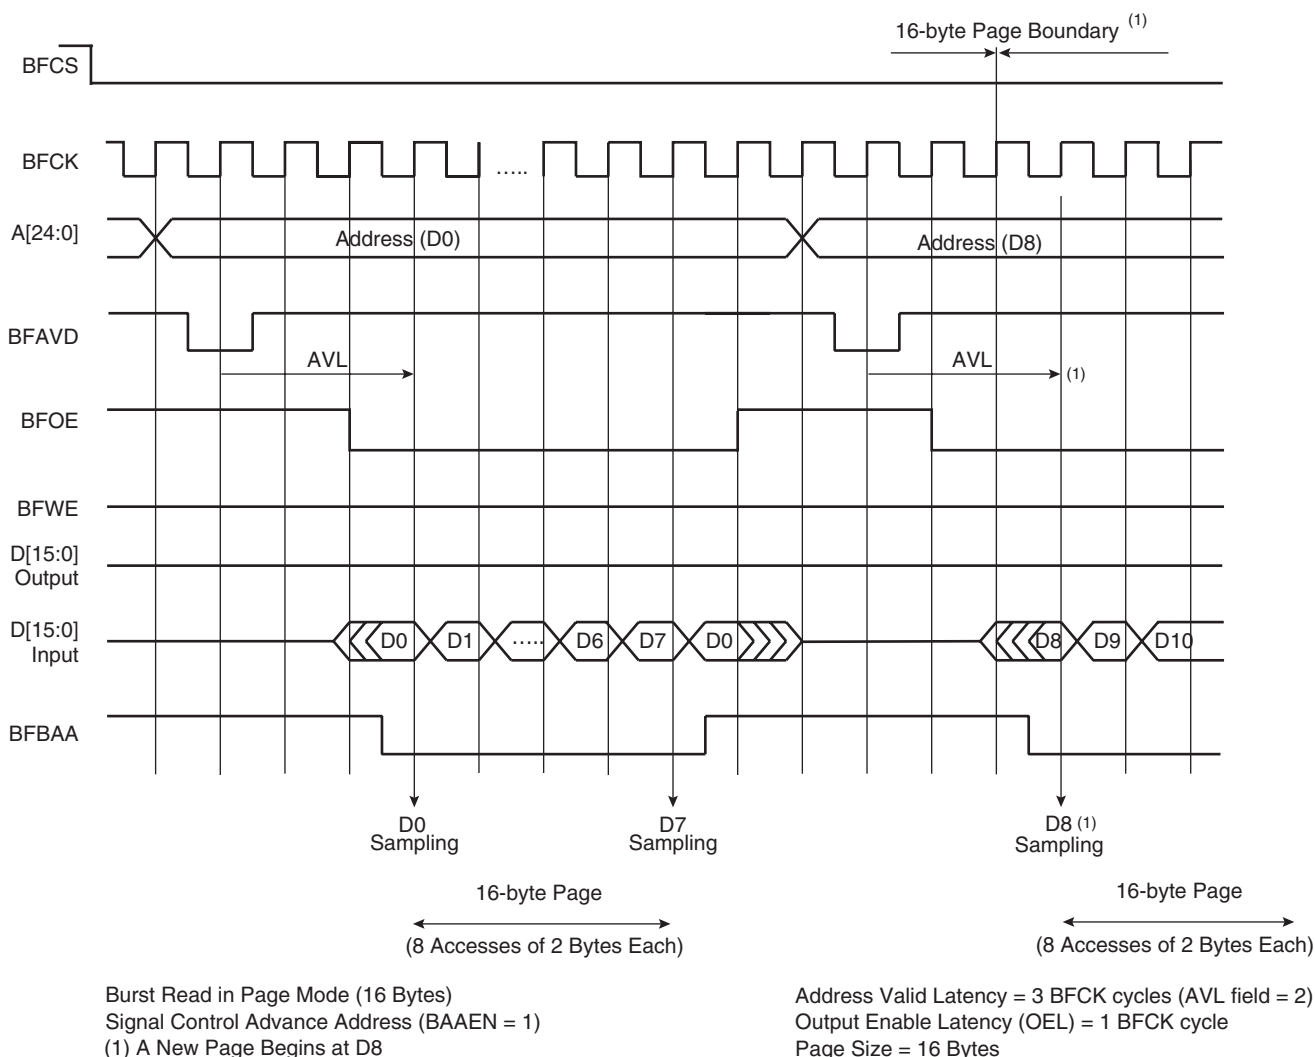 16-byte Page Boundary (1)
BFCS
BFCK
.....
A[24:0]
Address (D0)
Address (D8)
BFAVD
AVL
AVL
(1)
BFOE
BFWE
D[15:0]
Output
D[15:0]
Input
D0
D1
.....
D6
D7
D0
D8
D9
D10
BFBAA
D0
Sampling
D7
Sampling
D8 (1)
Sampling
16-byte Page
(8 Accesses of 2 Bytes Each)
16-byte Page
(8 Accesses of 2 Bytes Each)
Burst Read in Page Mode (16 Bytes)
Signal Control Advance Address (BAAEN = 1)
(1) A New Page Begins at D8
Address Valid Latency = 3 BFCK cycles (AVL field = 2)
Output Enable Latency (OEL) = 1 BFCK cycle
Page Size = 16 Bytes